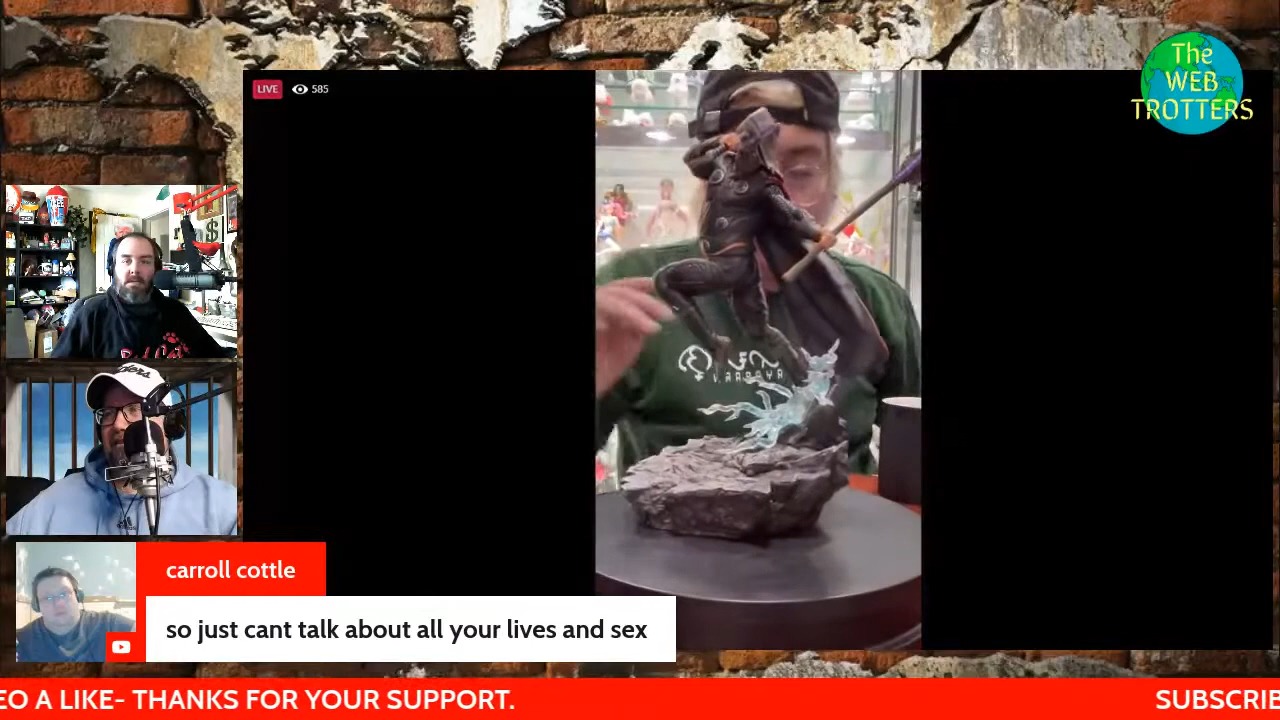 The
WEB
TROTTERS
LIVE 585
carroll cottle
so just cant talk about all your lives and sex
EO A LIKE- THANKS FOR YOUR SUPPORT.
SUBSCRIB